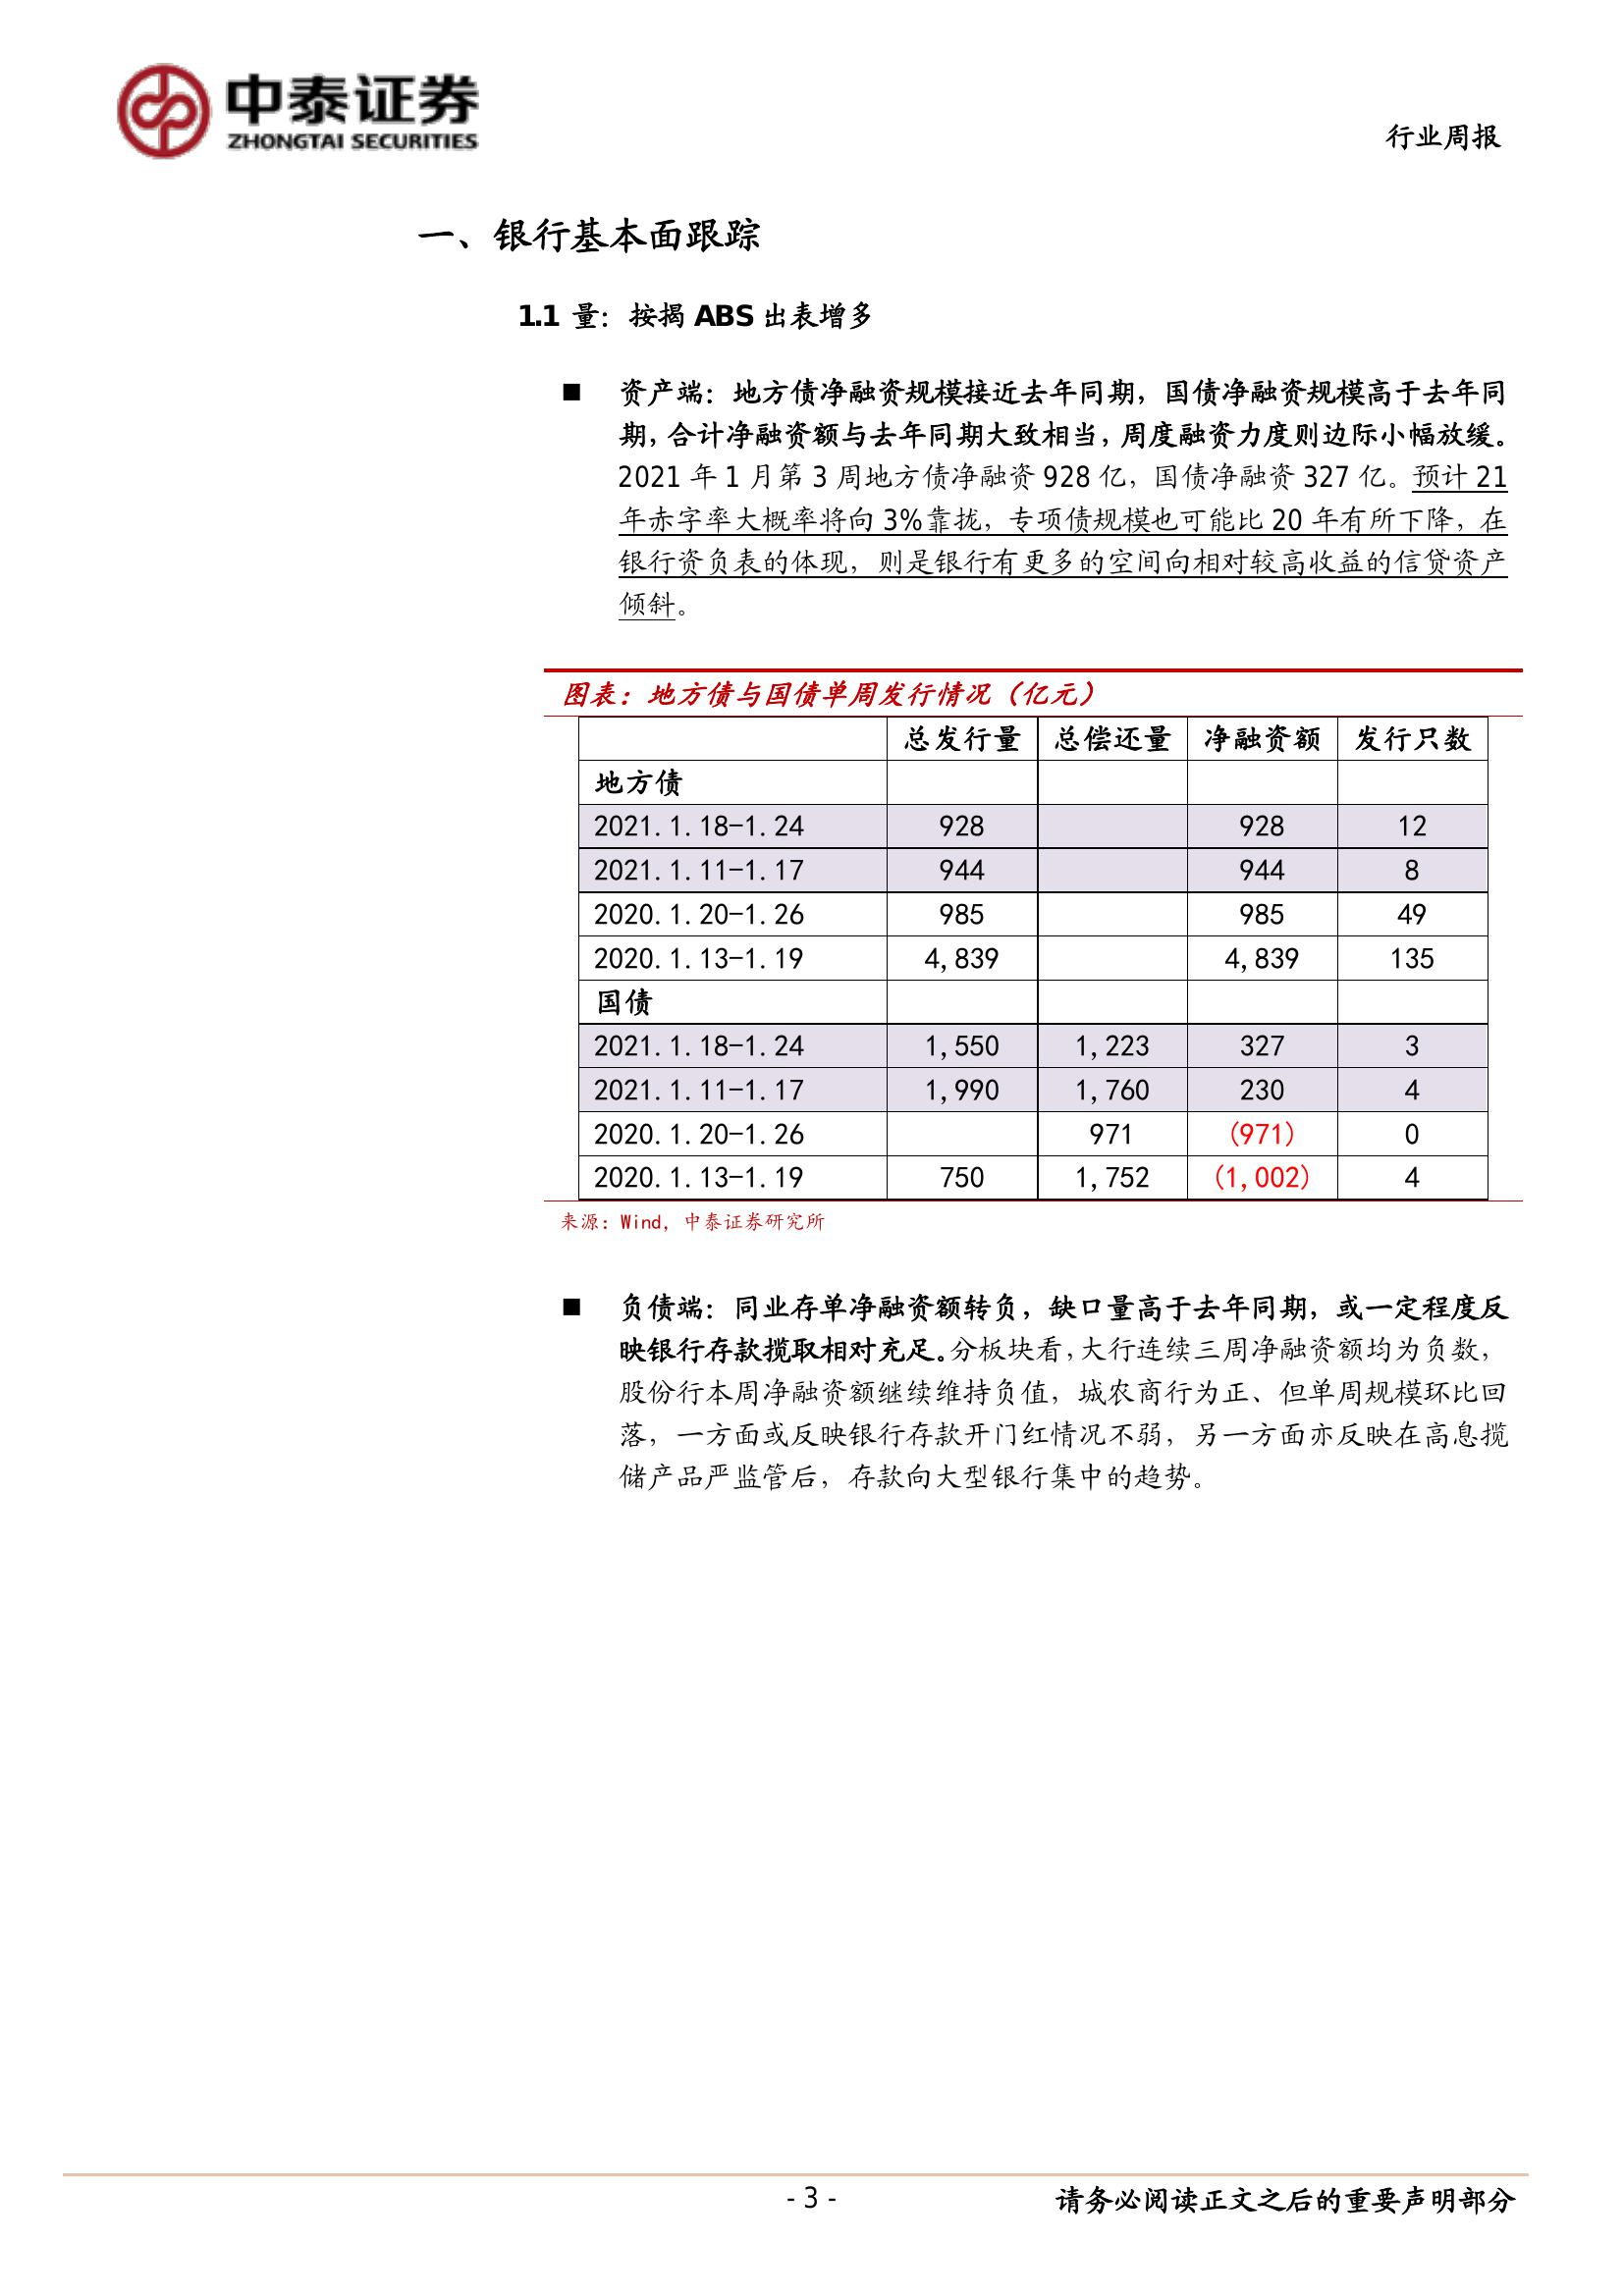 中泰证券
ZHONGTAI SECURITIES
行业周报
一、银行基本面跟踪
1.1 量：按揭 ABS 出表增多
■ 资产端：地方债净融资规模接近去年同期，国债净融资规模高于去年同
期，合计净融资额与去年同期大致相当，周度融资力度则边际小幅放缓。
2021 年 1 月第 3 周地方债净融资 928 亿，国债净融资 327 亿。预计 21
年赤字率大概率将向 3%靠拢，专项债规模也可能比 20 年有所下降，在
银行资负表的体现，则是银行有更多的空间向相对较高收益的信贷资产
倾斜。
图表：地方债与国债单周发行情况（亿元）
总发行量 总偿还量 净融资额 发行只数
地方债
2021.1.18-1.24 928 928 12
2021.1.11-1.17 944 944 8
2020.1.20-1.26 985 985 49
2020.1.13-1.19 4,839 4,839 135
国债
2021.1.18-1.24 1,550 1,223 327 3
2021.1.11-1.17 1,990 1,760 230 4
2020.1.20-1.26 971 (971) 0
2020.1.13-1.19 750 1,752 (1,002) 4
来源：Wind，中泰证券研究所
■ 负债端：同业存单净融资额转负，缺口量高于去年同期，或一定程度反
映银行存款揽取相对充足。分板块看，大行连续三周净融资额均为负数，
股份行本周净融资额继续维持负值，城农商行为正、但单周规模环比回
落，一方面或反映银行存款开门红情况不弱，另一方面亦反映在高息揽
储产品严监管后，存款向大型银行集中的趋势。
- 3 -
请务必阅读正文之后的重要声明部分